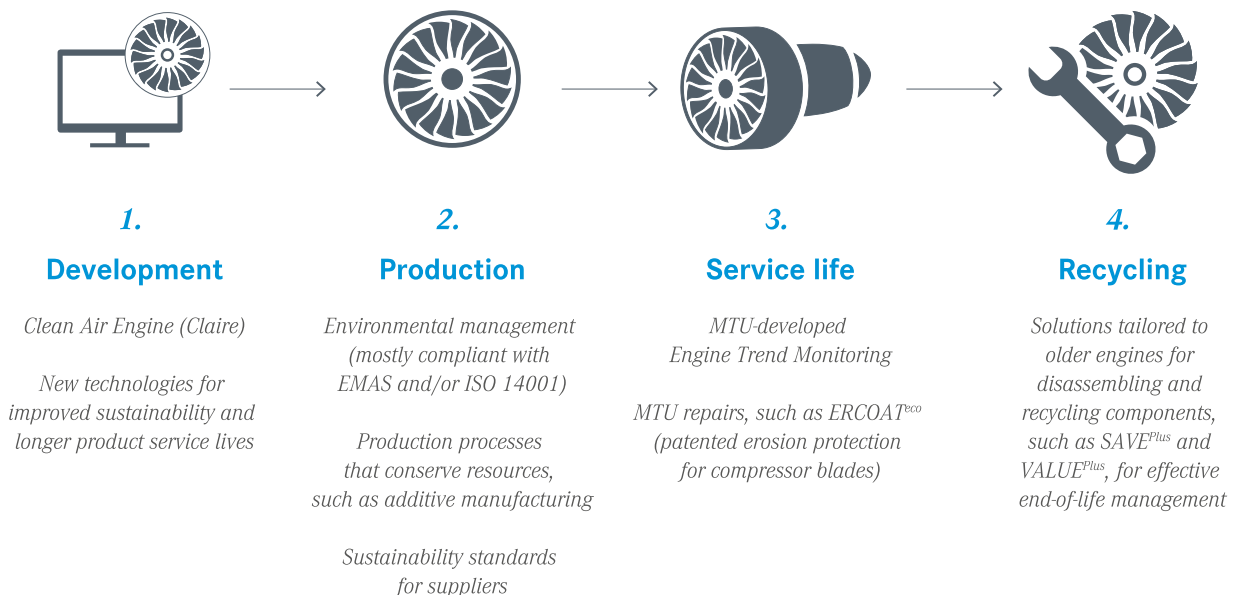 1.
Development
Clean Air Engine (Claire)
New technologies for
improved sustainability and
longer product service lives
2.
Production
Environmental management
(mostly compliant with
EMAS and/or ISO 14001)
Production processes
that conserve resources,
such as additive manufacturing
Sustainability standards
for suppliers
3.
Service life
MTU-developed
Engine Trend Monitoring
MTU repairs, such as ERCOATeco
(patented erosion protection
for compressor blades)
4.
Recycling
Solutions tailored to
older engines for
disassembling and
recycling components,
such as SAVEPlus and
VALUEPlus, for effective
end-of-life management